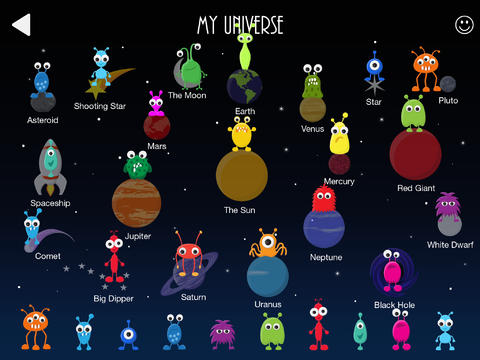 MY UNIVERSE
Asteroid
Shooting Star
The Moon
Earth
Venus
Star
Pluto
Mars
Mercury
Red Giant
Spaceship
Jupiter
The Sun
Neptune
White Dwarf
Comet
Big Dipper
Saturn
Uranus
Black Hole